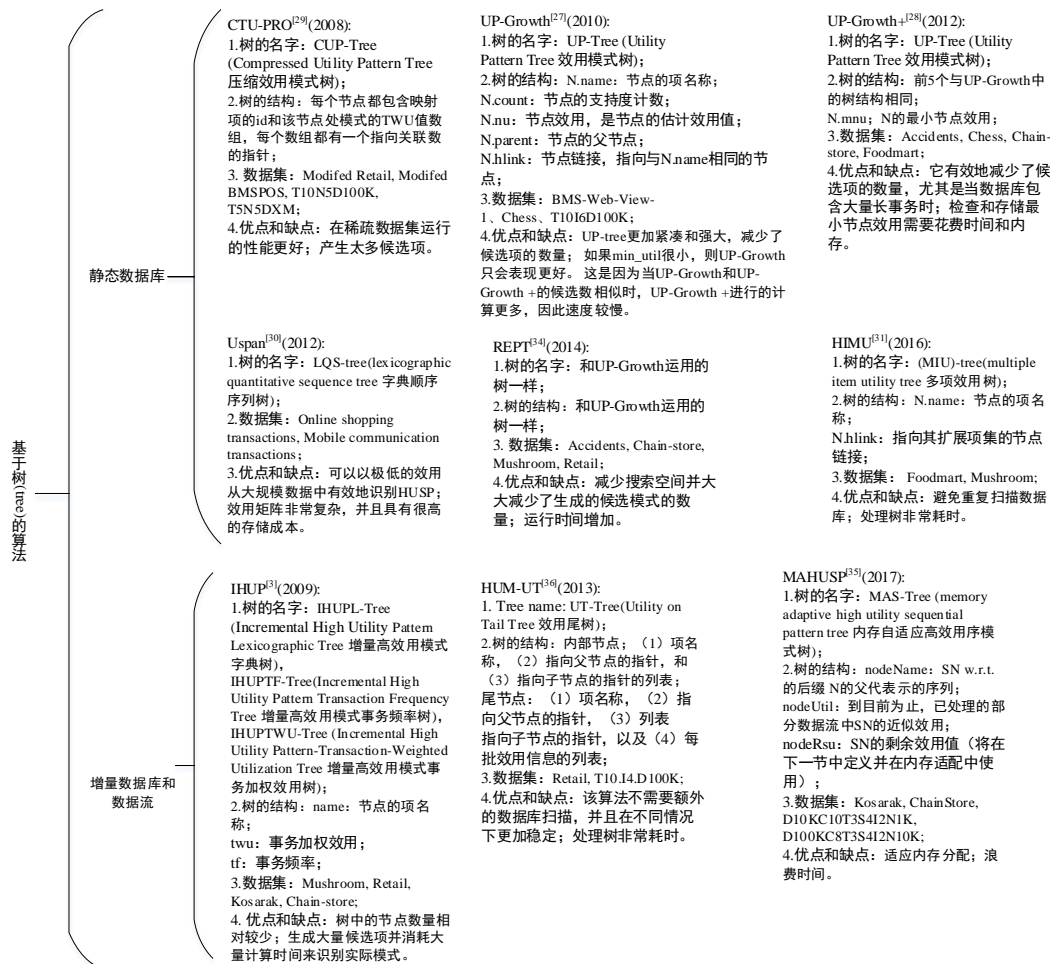 基于树(tree)的算法
静态数据库
CTU-PRO[29](2008):
1.树的名字：CUP-Tree
(Compressed Utility Pattern Tree
压缩效用模式树)；
2.树的结构：每个节点都包含映射
项的id和该节点处模式的TWU值数
组，每个数组都有一个指向关联数
的指针；
3. 数据集：Modifed Retail, Modifed
BMSPOS, T10N5D100K,
T5N5DXM；
4.优点和缺点：在稀疏数据集运行
的性能更好；产生太多候选项。
UP-Growth[27](2010):
1.树的名字：UP-Tree (Utility
Pattern Tree 效用模式树)；
2.树的结构：N.name：节点的项名称；
N.count：节点的支持度计数；
N.nu：节点效用，是节点的估计效用值；
N.parent：节点的父节点；
N.hlink：节点链接，指向与N.name相同的节
点；
3.数据集：BMS-Web-View-
1、Chess、T10I6D100K；
4.优点和缺点：UP-tree更加紧凑和强大，减少了
候选项的数量； 如果min_util很小，则UP-Growth
只会表现更好。 这是因为当UP-Growth和UP-
Growth +的候选数相似时，UP-Growth +进行的计
算更多，因此速度较慢。
UP-Growth+[28](2012):
1.树的名字：UP-Tree (Utility
Pattern Tree 效用模式树)；
2.树的结构：前5个与UP-Growth中
的树结构相同；
N.mnu；N的最小节点效用；
3.数据集：Accidents, Chess, Chain-
store, Foodmart；
4.优点和缺点：它有效地减少了候
选项的数量，尤其是当数据库包
含大量长事务时；检查和存储最
小节点效用需要花费时间和内
存。
Uspan[30](2012):
1.树的名字：LQS-tree(lexicographic
quantitative sequence tree 字典顺序
序列树)；
2.数据集：Online shopping
transactions, Mobile communication
transactions；
3.优点和缺点：可以以极低的效用
从大规模数据中有效地识别HUSP；
效用矩阵非常复杂，并且具有很高
的存储成本。
REPT[34](2014):
1.树的名字：和UP-Growth运用的
树一样；
2.树的结构：和UP-Growth运用的
树一样；
3. 数据集：Accidents, Chain-store,
Mushroom, Retail；
4.优点和缺点：减少搜索空间并大
大减少了生成的候选模式的数
量；运行时间增加。
HIMU[31](2016):
1.树的名字：(MIU)-tree(multiple
item utility tree 多项效用树)；
2.树的结构：N.name：节点的项名
称；
N.hlink：指向其扩展项集的节点
链接；
3.数据集： Foodmart, Mushroom;
4.优点和缺点：避免重复扫描数据
库；处理树非常耗时。
增量数据库和
数据流
IHUP[3](2009):
1.树的名字：IHUPL-Tree
(Incremental High Utility Pattern
Lexicographic Tree 增量高效用模式
字典树)，
IHUPTF-Tree(Incremental High
Utility Pattern Transaction Frequency
Tree 增量高效用模式事务频率树)，
IHUPTWU-Tree (Incremental High
Utility Pattern-Transaction-Weighted
Utilization Tree 增量高效用模式事
务加权效用树)；
2.树的结构：name：节点的项名
称；
twu：事务加权效用；
tf：事务频率；
3.数据集：Mushroom, Retail,
Kosarak, Chain-store;
4. 优点和缺点：树中的节点数量相
对较少；生成大量候选项并消耗大
量计算时间来识别实际模式。
HUM-UT[36](2013):
1. Tree name: UT-Tree(Utility on
Tail Tree 效用尾树)；
2.树的结构：内部节点；（1）项名
称，（2）指向父节点的指针，和
（3）指向子节点的指针的列表；
尾节点：（1）项名称，（2）指
向父节点的指针，（3）列表
指向子节点的指针，以及（4）每
批效用信息的列表；
3.数据集：Retail, T10.I4.D100K;
4.优点和缺点：该算法不需要额外
的数据库扫描，并且在不同情况
下更加稳定；处理树非常耗时。
MAHUSP[35](2017):
1.树的名字：MAS-Tree (memory
adaptive high utility sequential
pattern tree 内存自适应高效用序模
式树)；
2.树的结构：nodeName：SN w.r.t.
的后缀 N的父代表示的序列；
nodeUtil：到目前为止，已处理的部
分数据流中SN的近似效用；
nodeRsu：SN的剩余效用值（将在
下一节中定义并在内存适配中使
用）；
3.数据集：Kosarak, ChainStore,
D10KC10T3S4I2N1K,
D100KC8T3S4I2N10K;
4.优点和缺点：适应内存分配；浪
费时间。